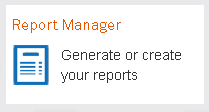 Report Manager
Generate or create
your reports